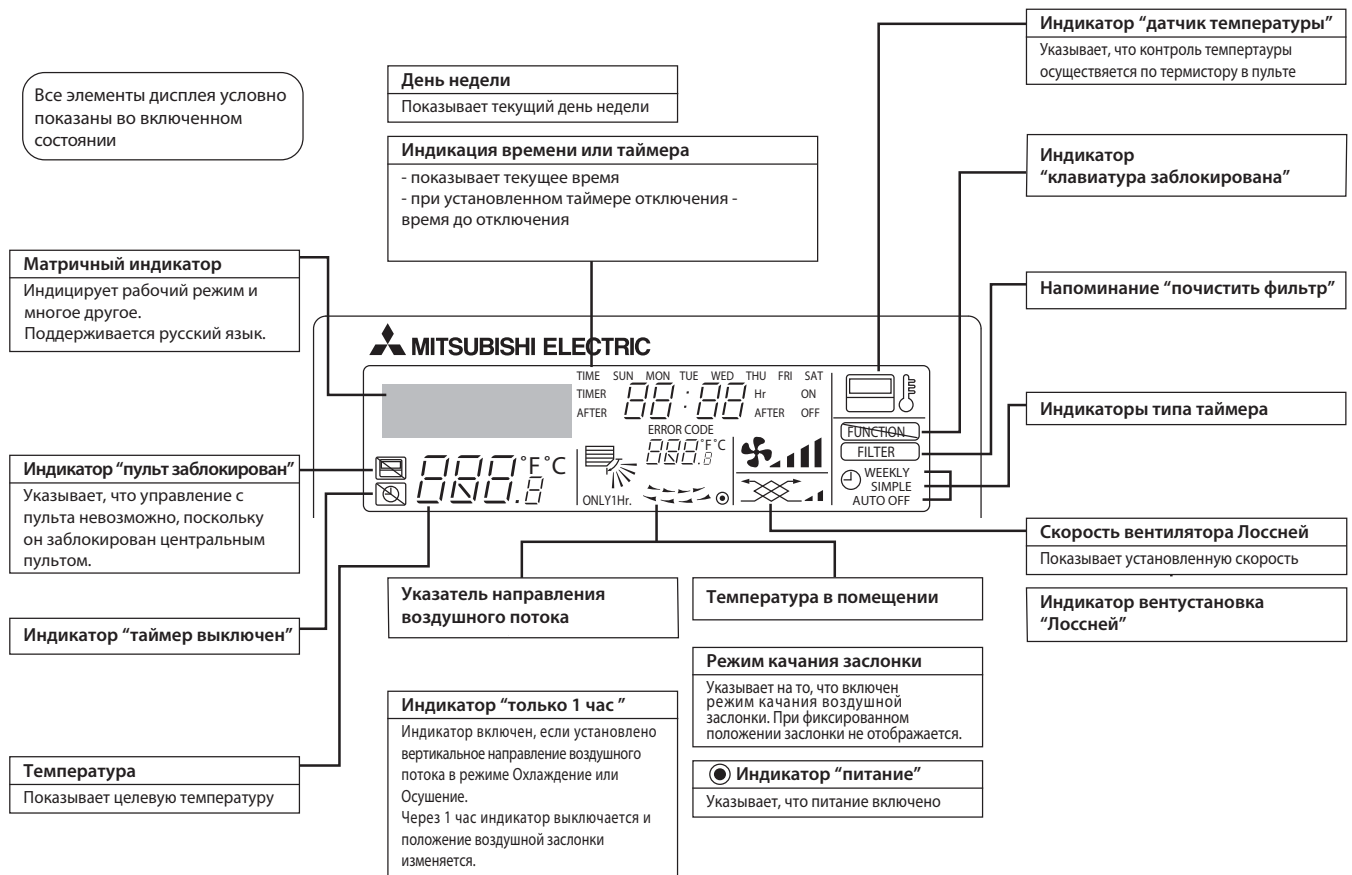 Все элементы дисплея условно
показаны во включенном
состоянии
День недели
Показывает текущий день недели
Индикация времени или таймера
- показывает текущее время
- при установленном таймере отключения -
время до отключения
Индикатор “датчик температуры”
Указывает, что контроль темпертауры
осуществяется по термистору в пульте
Индикатор
“клавиатура заблокирована”
Напоминание “почистить фильтр”
Индикаторы типа таймера
Скорость вентилятора Лоссней
Показывает установленную скорость
Индикатор вентустановка
“Лоссней”
Матричный индикатор
Индицирует рабочий режим и
многое другое.
Поддерживается русский язык.
Индикатор “пульт заблокирован”
Указывает, что управление с
пульта невозможно, поскольку
он заблокирован центральным
пультом.
Индикатор “таймер выключен”
Температура
Показывает целевую температуру
MITSUBISHI ELECTRIC
TIME SUN MON TUE WED THU FRI SAT
TIMER 88:88 Hr ON
AFTER AFTER OFF
ERROR CODE
888.8 °F°C
888.8 °F°C
ONLY1Hr.
FUNCTION
FILTER
WEEKLY
SIMPLE
AUTO OFF
Указатель направления
воздушного потока
Температура в помещении
Индикатор “только 1 час ”
Индикатор включен, если установлено
вертикальное направление воздушного
потока в режиме Охлаждение или
Осушение.
Через 1 час индикатор выключается и
положение воздушной заслонки
изменяется.
Режим качания заслонки
Указывает на то, что включен
режим качания воздушной
заслонки. При фиксированном
положении заслонки не отображается.
Индикатор “питание”
Указывает, что питание включено